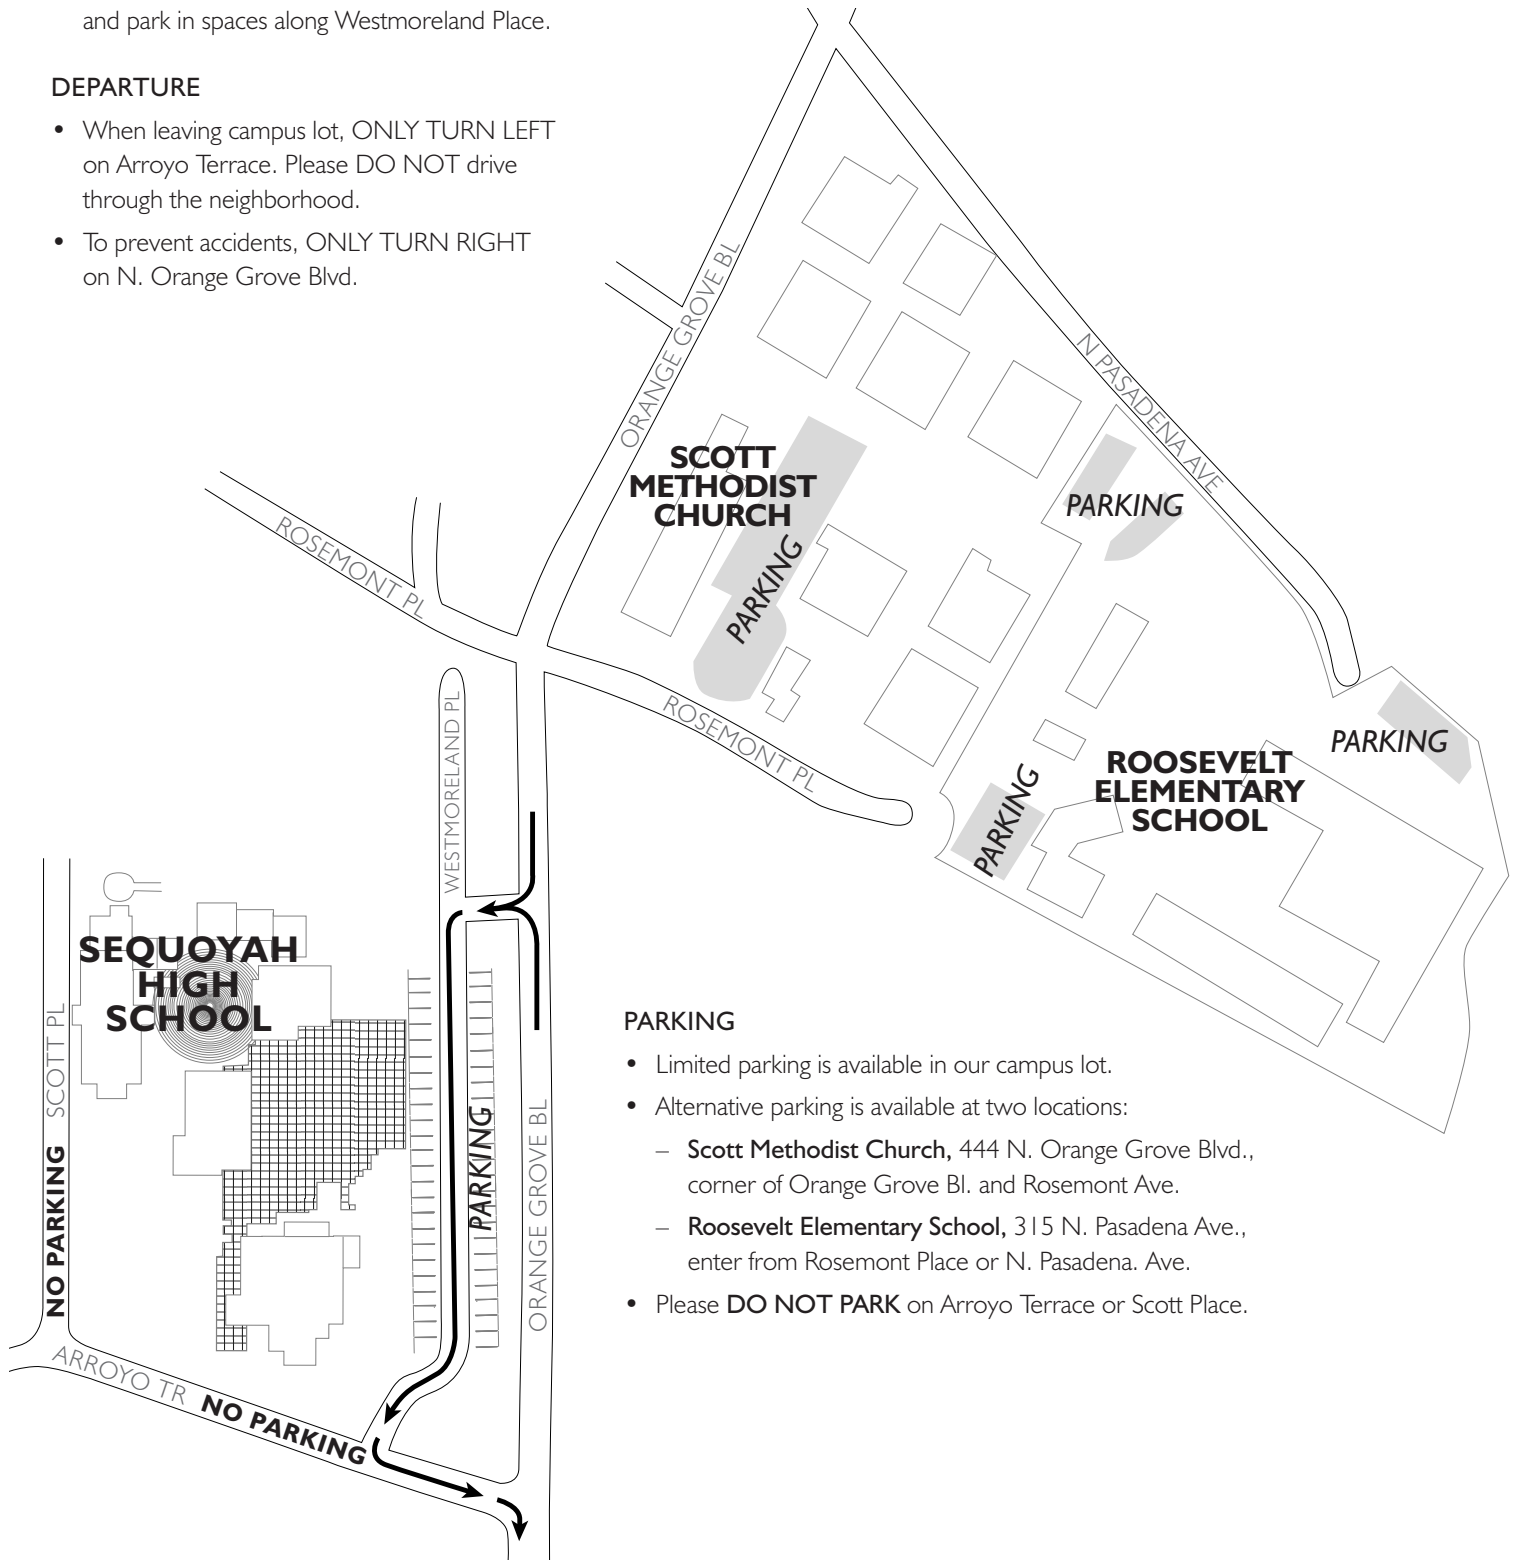 and park in spaces along Westmoreland Place.
DEPARTURE
• When leaving campus lot, ONLY TURN LEFT
on Arroyo Terrace. Please DO NOT drive
through the neighborhood.
• To prevent accidents, ONLY TURN RIGHT
on N. Orange Grove Blvd.
ORANGE GROVE BL
N PASADENA AVE
SCOTT
METHODIST
CHURCH
PARKING
PARKING
ROSEMONT PL
ROSEMONT PL
WESTMORELAND PL
PARKING
ROOSEVELT
ELEMENTARY
SCHOOL
PARKING
SEQUOYAH
HIGH
SCHOOL
SCOTT PL
NO PARKING
PARKING
ORANGE GROVE BL
ARROYO TR
NO PARKING
PARKING
• Limited parking is available in our campus lot.
• Alternative parking is available at two locations:
– Scott Methodist Church, 444 N. Orange Grove Blvd.,
corner of Orange Grove Bl. and Rosemont Ave.
– Roosevelt Elementary School, 315 N. Pasadena Ave.,
enter from Rosemont Place or N. Pasadena. Ave.
• Please DO NOT PARK on Arroyo Terrace or Scott Place.